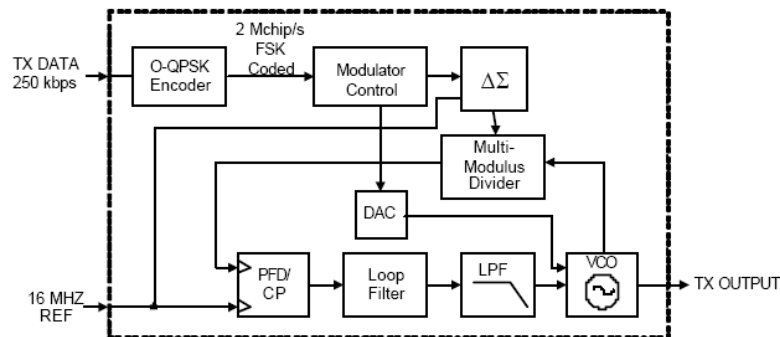 2 Mchip/s
FSK
Coded
TX DATA
250 kbps
O-QPSK
Encoder
Modulator
Control
ΔΣ
Multi-
Modulus
Divider
DAC
PFD/
CP
Loop
Filter
LPF
VCO
TX OUTPUT
16 MHZ
REF